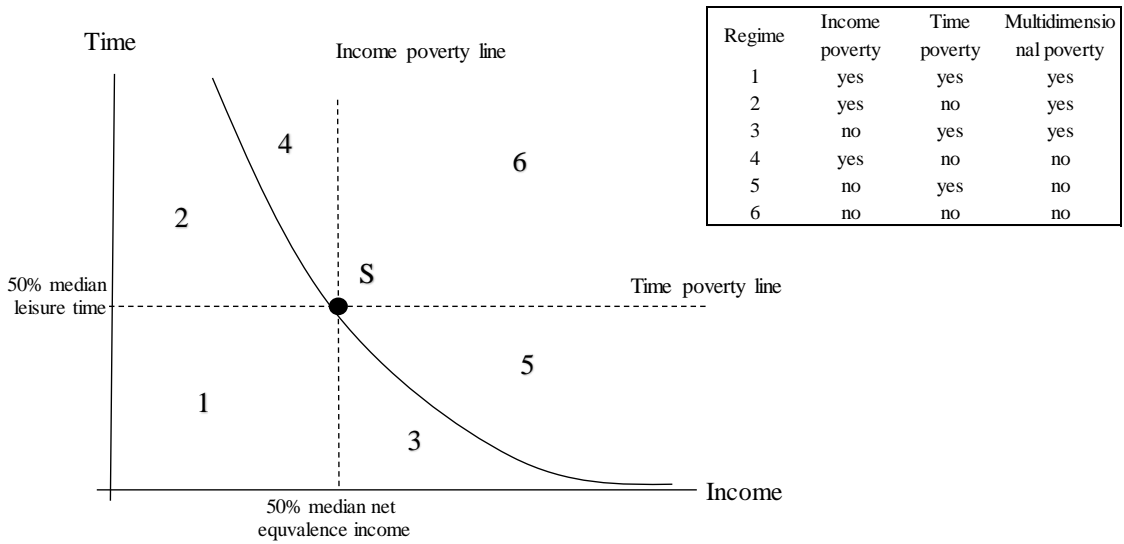 Time
Income poverty line
4
6
2
50% median
leisure time
S
Time poverty line
5
1
3
Income
50% median net
equvalence income
Regime Income poverty Time poverty Multidimensio nal poverty
1 yes yes yes
2 yes no yes
3 no yes yes
4 yes no no
5 no yes no
6 no no no